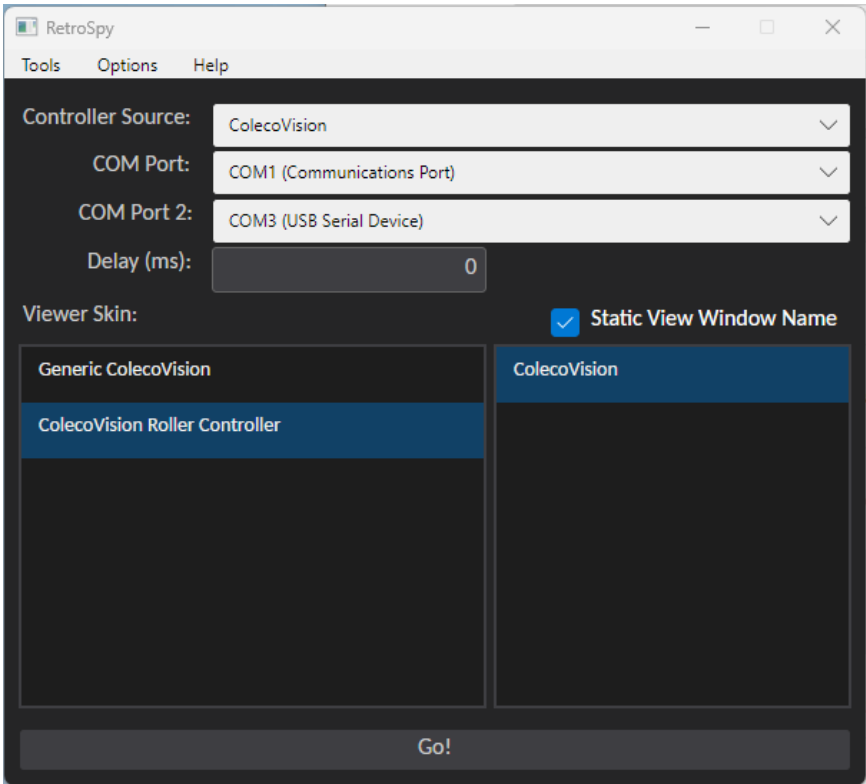 RetroSpy
Tools Options Help
Controller Source: ColecoVision
COM Port: COM1 (Communications Port)
COM Port 2: COM3 (USB Serial Device)
Delay (ms): 0
Viewer Skin: Static View Window Name
Generic ColecoVision ColecoVision
ColecoVision Roller Controller
Go!